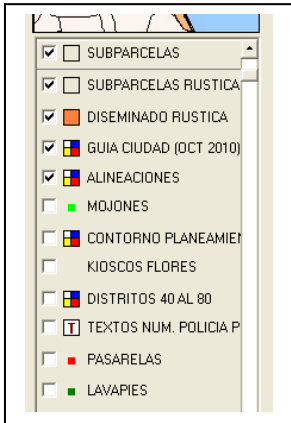 SUBPARCELAS
SUBPARCELAS RUSTICA
DISEMINADO RUSTICA
GUIA CIUDAD (OCT 2010)
ALINEACIONES
MOJONES
CONTORNO PLANEAMIEN
KIOSCOS FLORES
DISTRITOS 40 AL 80
T TEXTOS NUM. POLICIA P
PASARELAS
LAVAPIES